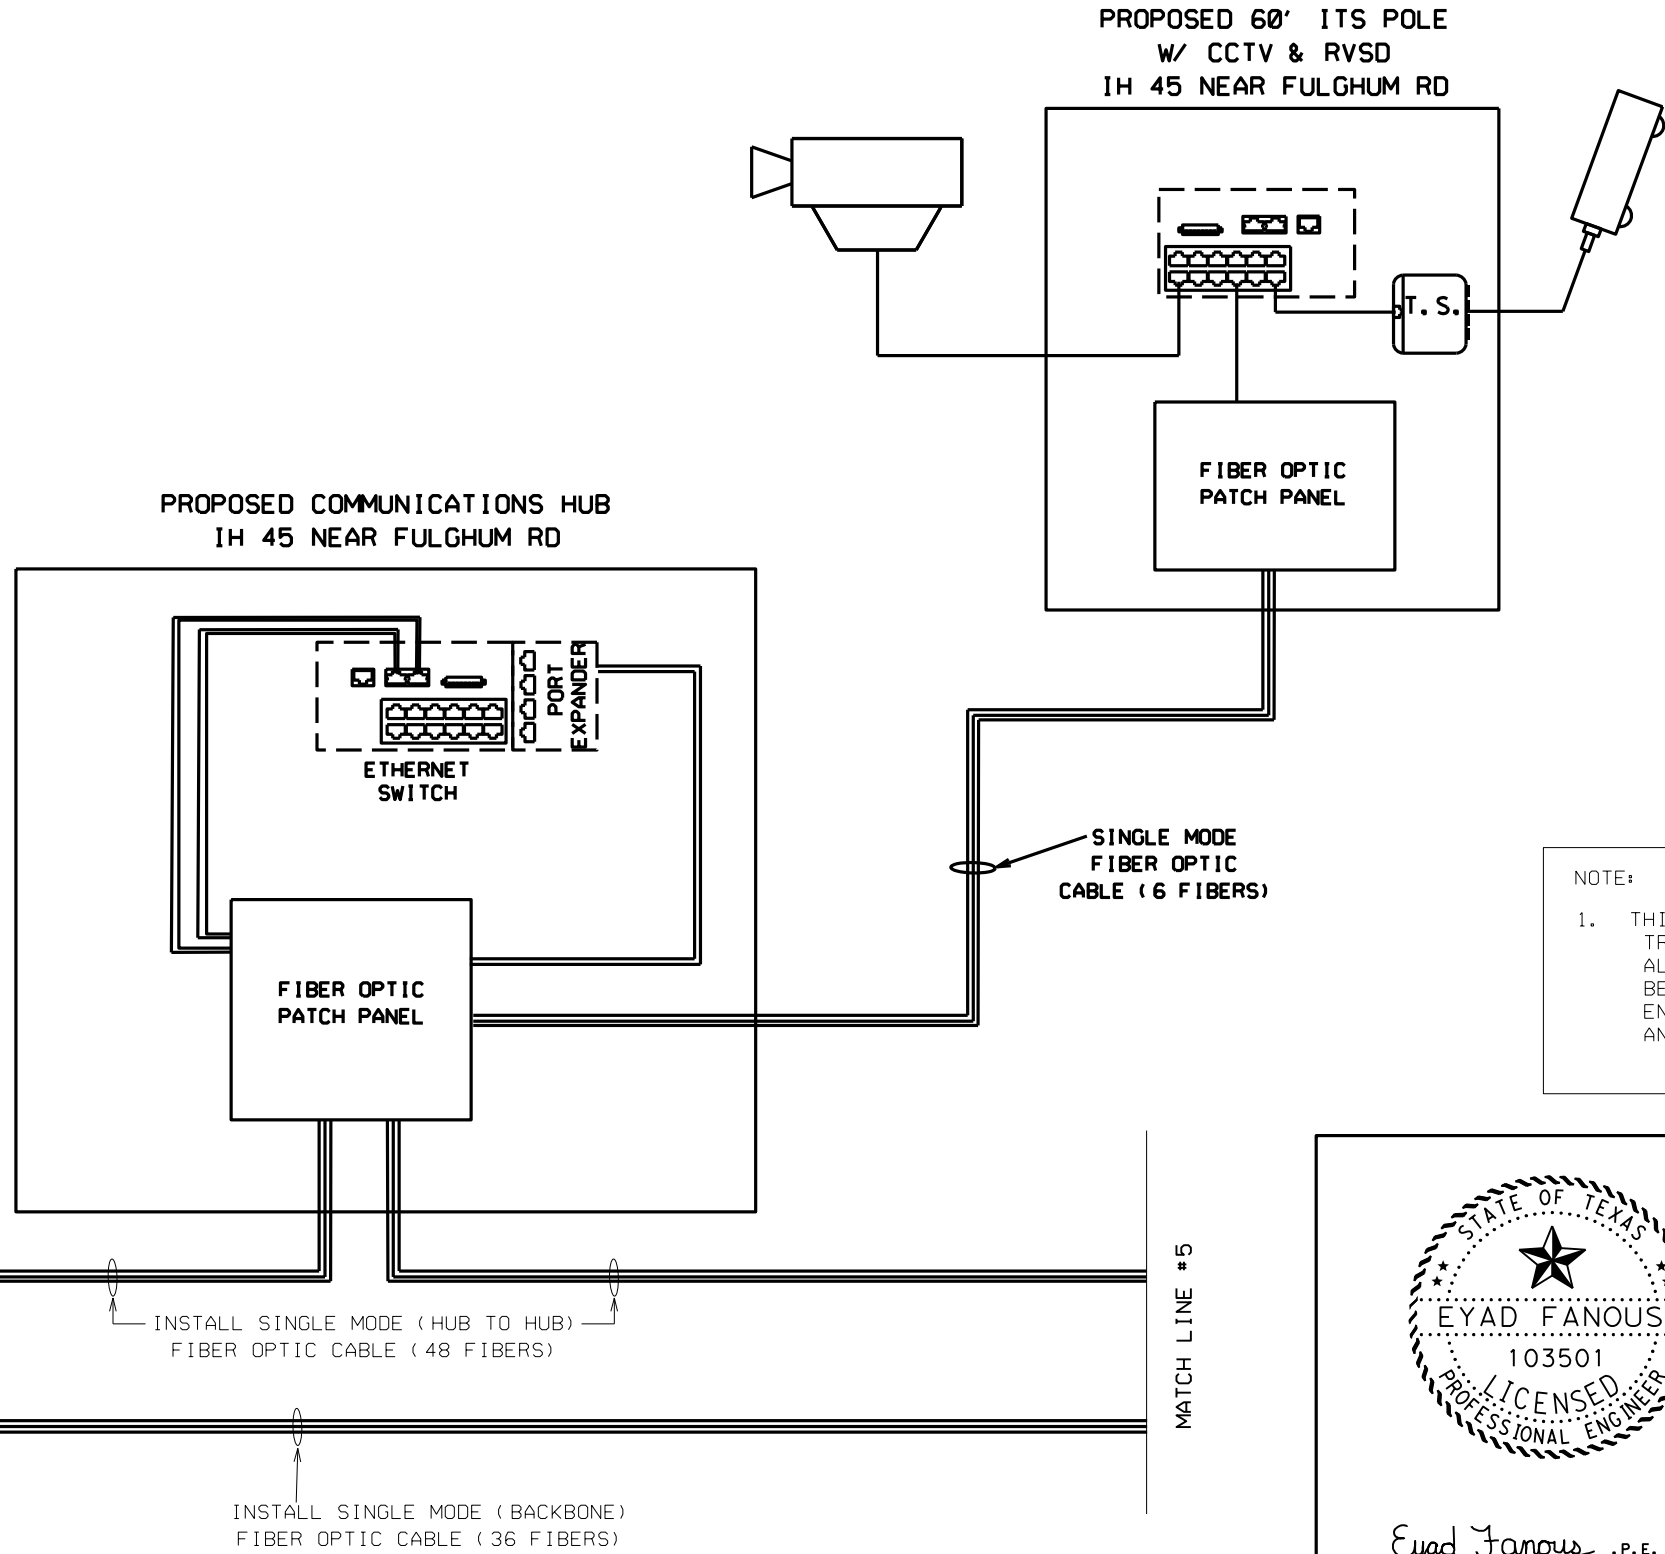 PROPOSED 60' ITS POLE
W/ CCTV & RVSD
IH 45 NEAR FULGHUM RD
T.S.
FIBER OPTIC
PATCH PANEL
PROPOSED COMMUNICATIONS HUB
IH 45 NEAR FULGHUM RD
PORT
EXPANDER
ETHERNET
SWITCH
SINGLE MODE
FIBER OPTIC
CABLE (6 FIBERS)
FIBER OPTIC
PATCH PANEL
NOTE:
1.
INSTALL SINGLE MODE (HUB TO HUB)
FIBER OPTIC CABLE (48 FIBERS)
MATCH LINE #5
INSTALL SINGLE MODE (BACKBONE)
FIBER OPTIC CABLE (36 FIBERS)
STATE OF TEXAS
EYAD FANOUS
103501
LICENSED
PROFESSIONAL ENGINEER
Eyad Fanous .P.E.